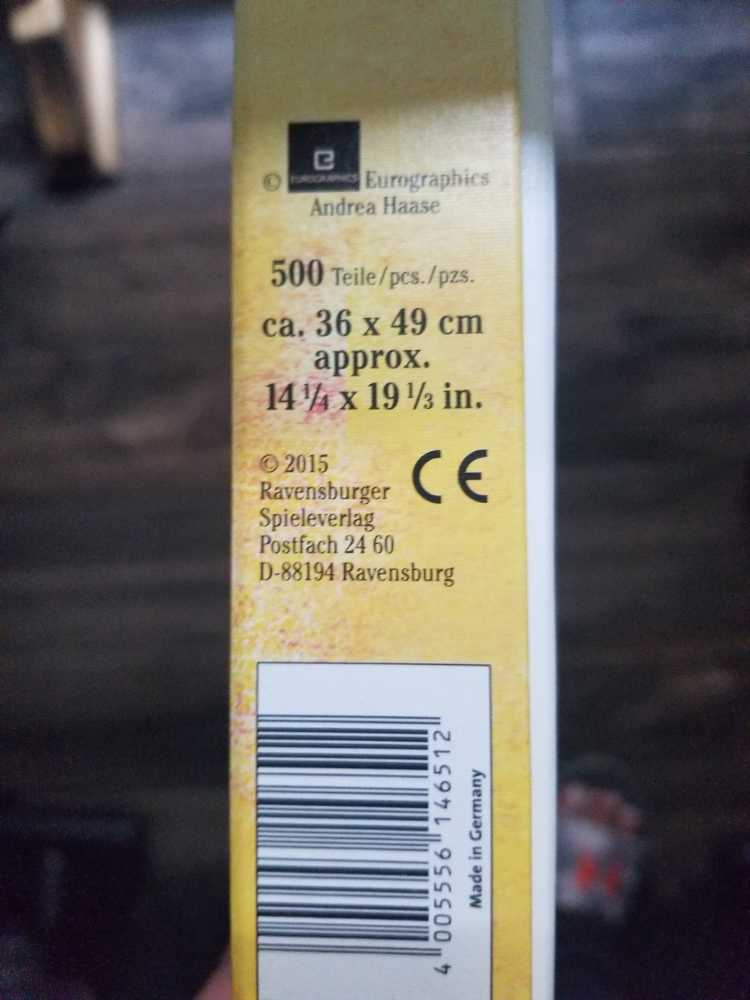 e
EUROGRAPHICS
© Eurographics
Andrea Haase
500 Teile/pcs./pzs.
ca. 36 x 49 cm
approx.
14 1/4 x 19 1/3 in.
© 2015
Ravensburger
Spieleverlag
Postfach 24 60
D-88194 Ravensburg
CE
4 005556 146512
Made in Germany